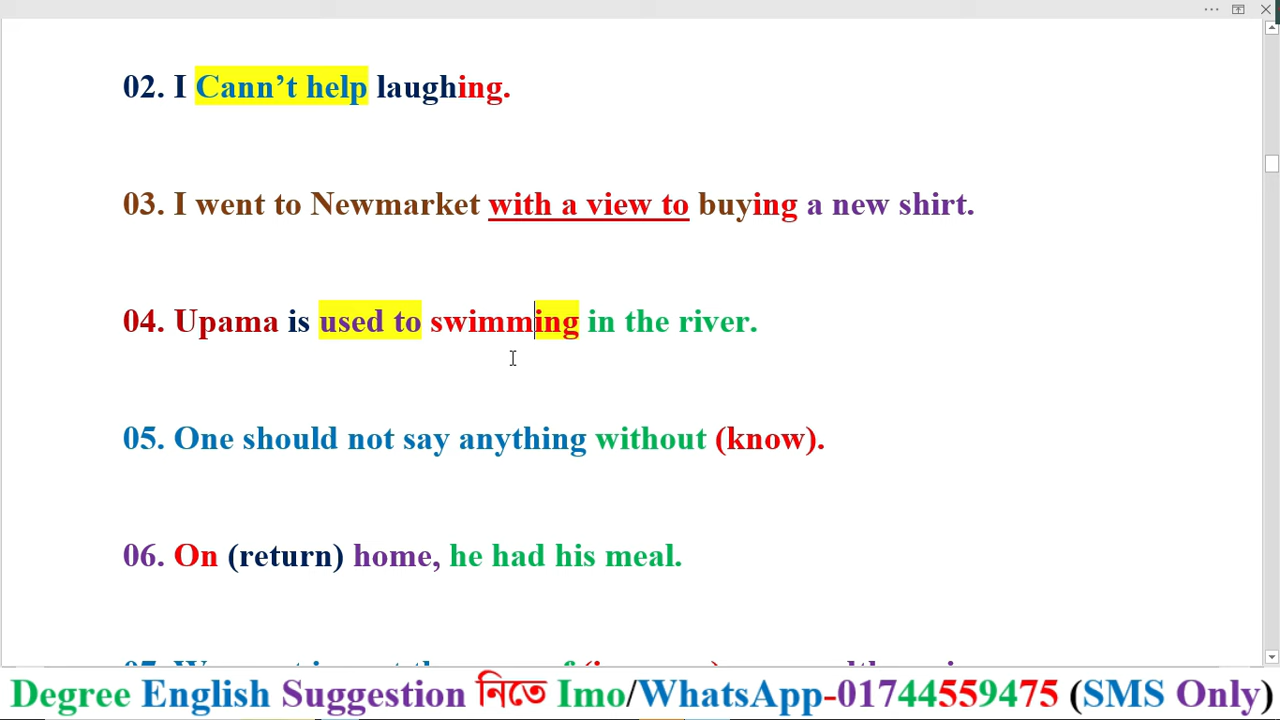 02. I Cann’t help laughing.
03. I went to Newmarket with a view to buying a new shirt.
04. Upama is used to swimming in the river.
05. One should not say anything without (know).
06. On (return) home, he had his meal.
Degree English Suggestion নিতে Imo/WhatsApp-01744559475 (SMS Only)